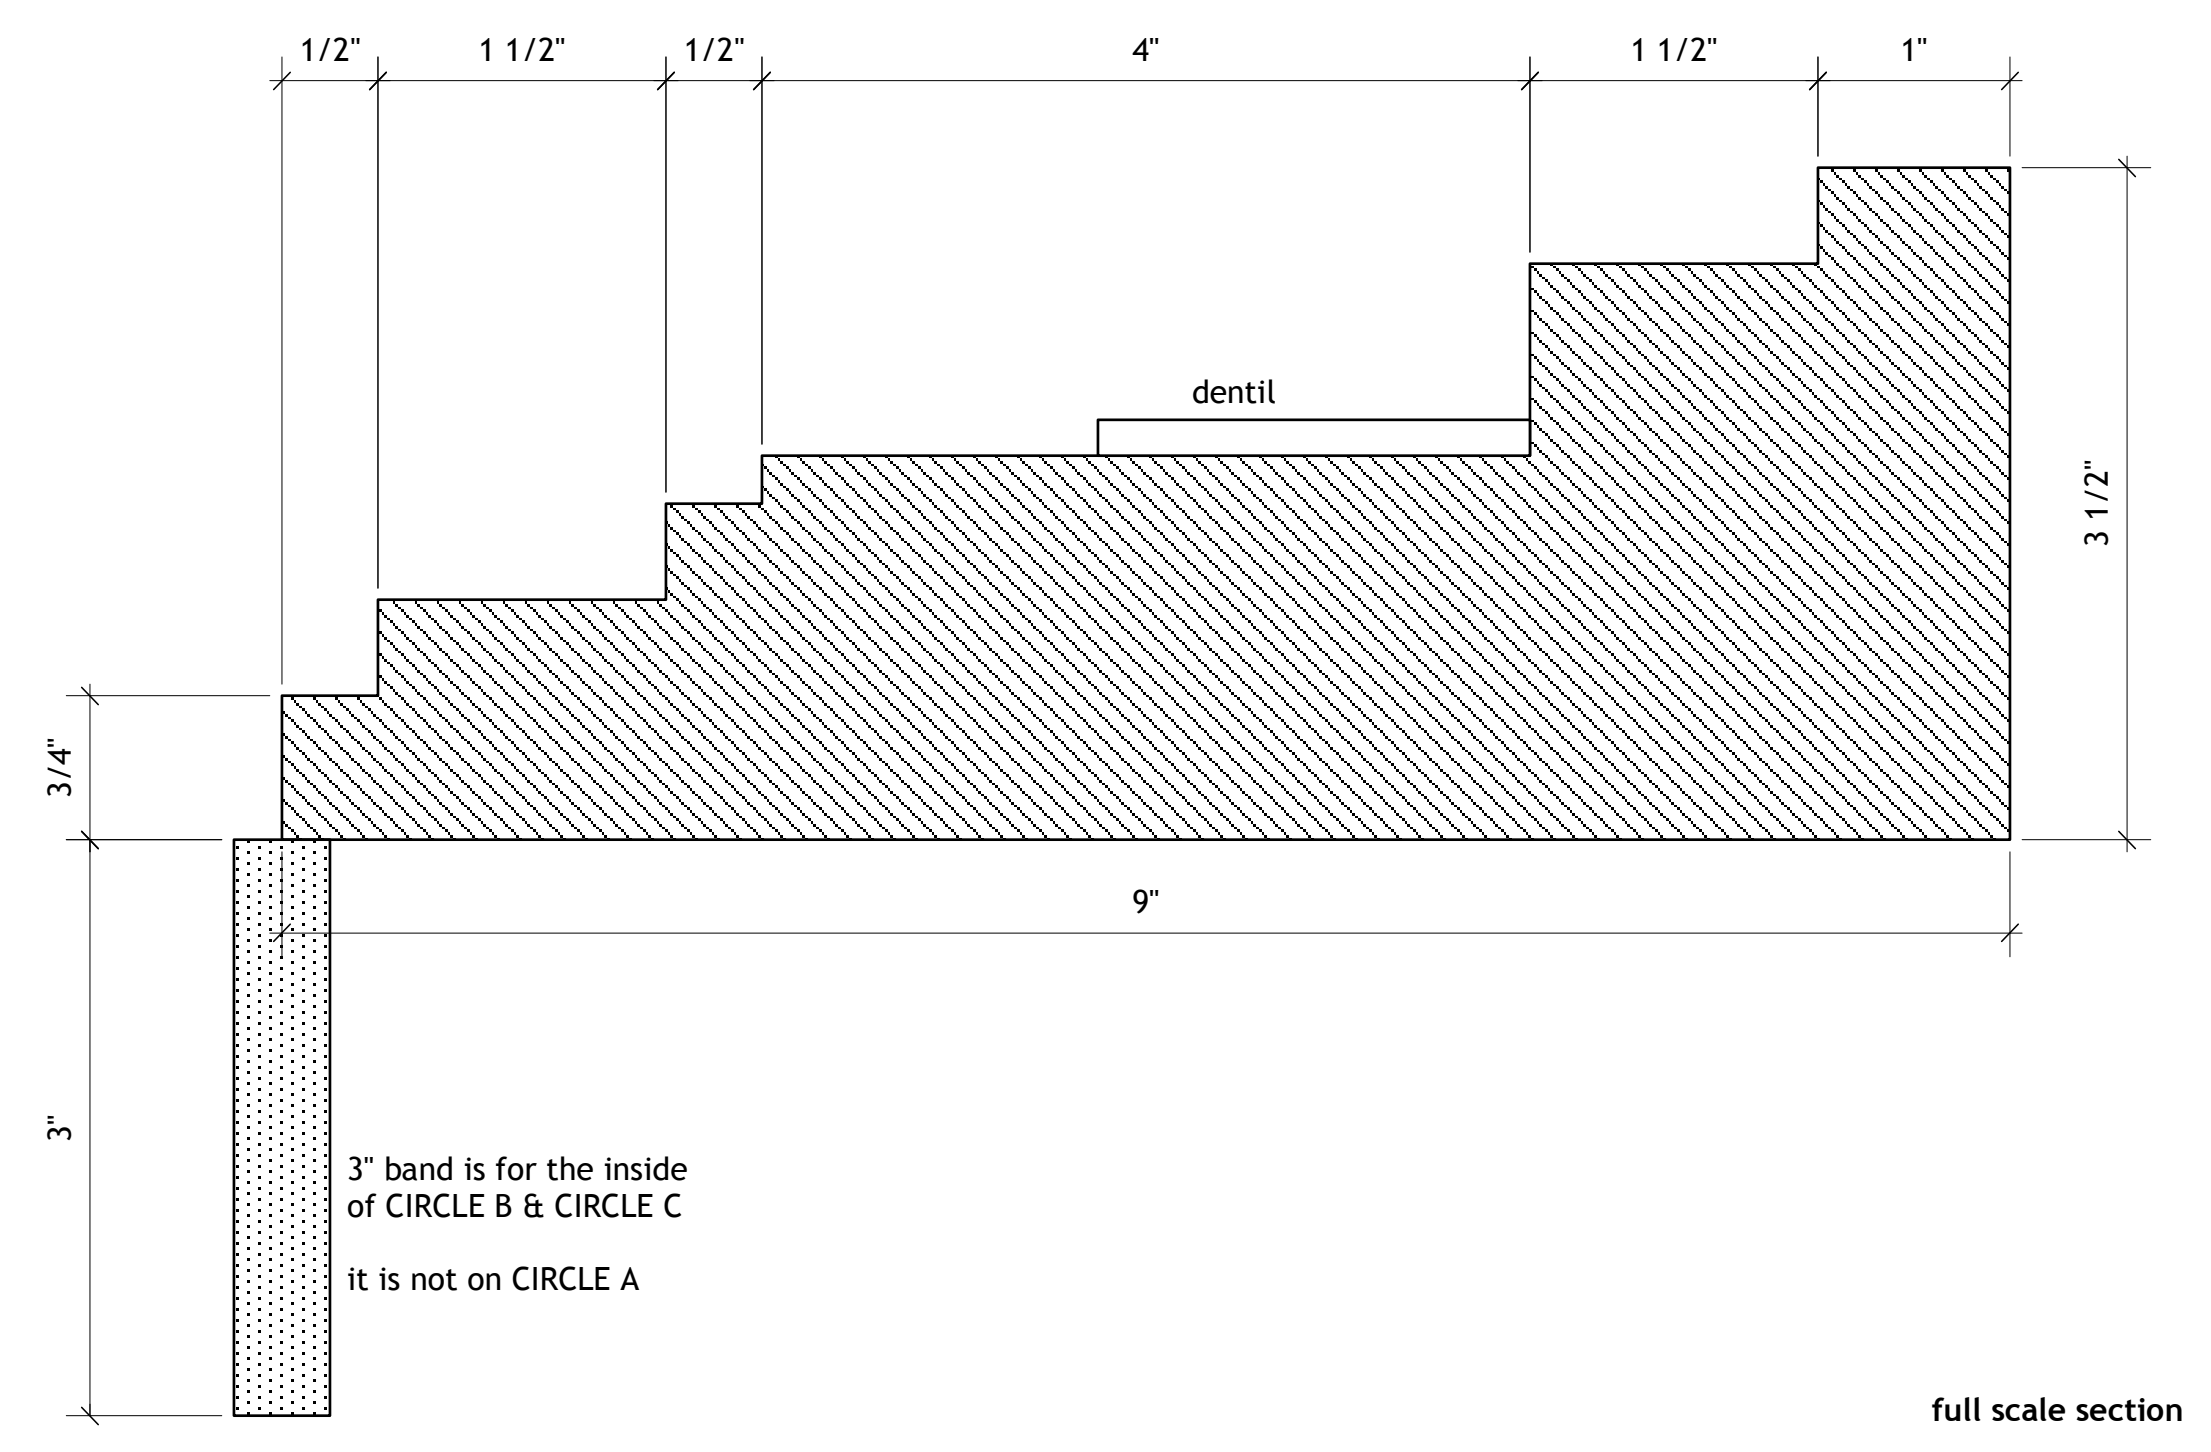 1/2" 1 1/2" 1/2" 4" 1 1/2" 1"
dentil
3 1/2"
3/4"
9"
3"
3" band is for the inside
of CIRCLE B & CIRCLE C
it is not on CIRCLE A
full scale section